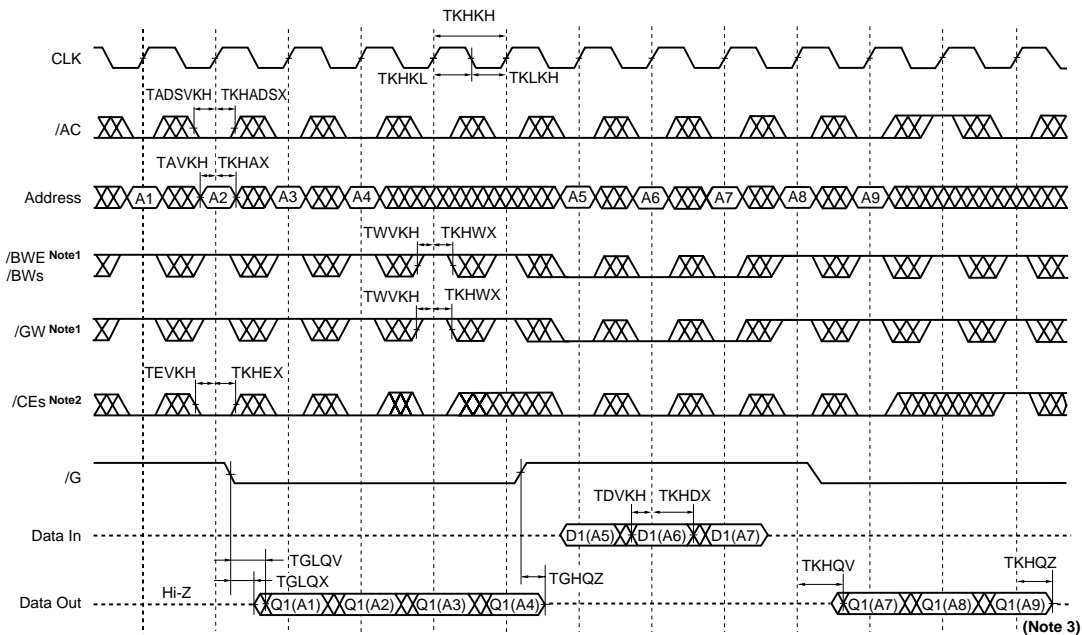 TKHKH
CLK
TKHKL TKLKH
TADSVKH TKHADSX
/AC
TAVKH TKHAX
Address A1 A2 A3 A4 A5 A6 A7 A8 A9
TWVKH TKHWX
/BWE Note1
/BWs
TWVKH TKHWX
/GW Note1
TEVKH TKHEX
/CEs Note2
/G
TDVKH TKHDX
Data In D1(A5) D1(A6) D1(A7)
TGLQV
TGLQX TGHQZ TKHQV TKHQZ
Data Out Hi-Z Q1(A1) Q1(A2) Q1(A3) Q1(A4) Q1(A7) Q1(A8) Q1(A9)
(Note 3)